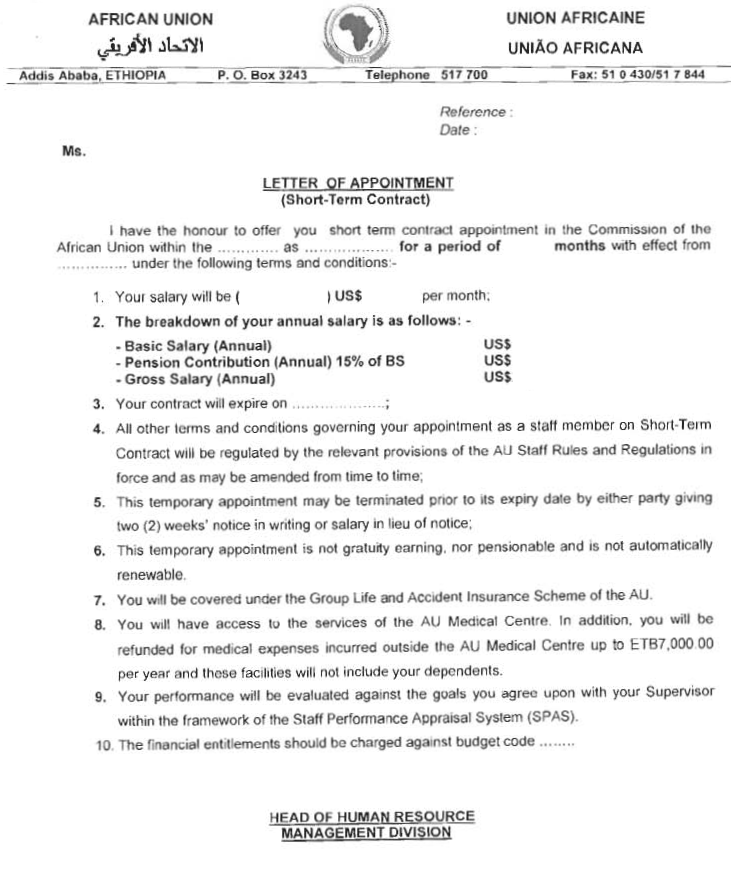 AFRICAN UNION
UNION AFRICAINE
الاتحاد الأفريقي
UNIÃO AFRICANA
Addis Ababa, ETHIOPIA P. O. Box 3243 Telephone 517 700 Fax: 51 0 430/51 7 844
Reference :
Date :
Ms.
LETTER OF APPOINTMENT
(Short-Term Contract)
I have the honour to offer you short term contract appointment in the Commission of the
African Union within the ............. as .................. for a period of months with effect from
............... under the following terms and conditions:-
1. Your salary will be ( ) US$ per month;
2. The breakdown of your annual salary is as follows: -
- Basic Salary (Annual) US$
- Pension Contribution (Annual) 15% of BS US$
- Gross Salary (Annual) US$
3. Your contract will expire on ....................;
4. All other terms and conditions governing your appointment as a staff member on Short-Term
Contract will be regulated by the relevant provisions of the AU Staff Rules and Regulations in
force and as may be amended from time to time;
5. This temporary appointment may be terminated prior to its expiry date by either party giving
two (2) weeks' notice in writing or salary in lieu of notice;
6. This temporary appointment is not gratuity earning, nor pensionable and is not automatically
renewable.
7. You will be covered under the Group Life and Accident Insurance Scheme of the AU.
8. You will have access to the services of the AU Medical Centre. In addition, you will be
refunded for medical expenses incurred outside the AU Medical Centre up to ETB7,000.00
per year and these facilities will not include your dependents.
9. Your performance will be evaluated against the goals you agree upon with your Supervisor
within the framework of the Staff Performance Appraisal System (SPAS).
10. The financial entitlements should be charged against budget code ........
HEAD OF HUMAN RESOURCE
MANAGEMENT DIVISION